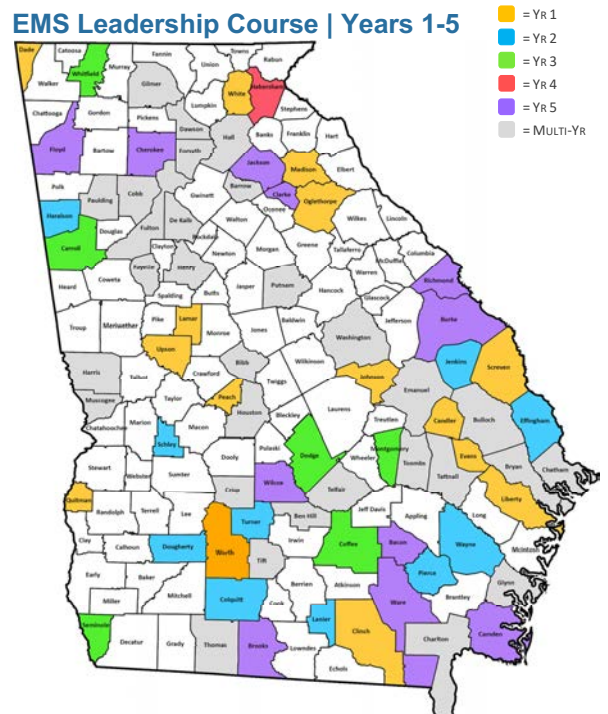 EMS Leadership Course | Years 1-5
= YR 1
= YR 2
= YR 3
= YR 4
= YR 5
= MULTI-YR
Dade
Catoosa
Whitfield
Murray
Fannin
Union
Towns
Rabun
Walker
Gilmer
White
Habersham
Lumpkin
Stephens
Chattooga
Gordon
Pickens
Dawson
Hall
Banks
Franklin
Hart
Floyd
Bartow
Cherokee
Forsyth
Jackson
Madison
Elbert
Polk
Paulding
Cobb
Gwinett
Barrow
Clarke
Oglethorpe
Oconee
Wilkes
Lincoln
Haralson
Douglas
Fulton
De Kalb
Walton
Carroll
Clayton
Rockdale
Newton
Morgan
Greene
Taliaferro
McDuffie
Columbia
Fayette
Henry
Warren
Richmond
Heard
Coweta
Spalding
Butts
Jasper
Putnam
Hancock
Glascock
Jefferson
Burke
Troup
Meriwether
Pike
Lamar
Monroe
Jones
Baldwin
Washington
Jenkins
Screven
Upson
Harris
Talbot
Crawford
Bibb
Wilkinson
Johnson
Emanuel
Muscogee
Taylor
Peach
Twiggs
Houston
Laurens
Candler
Bulloch
Effingham
Chattahoochee
Marion
Macon
Bleckley
Treutlen
Schley
Dooly
Pulaski
Dodge
Wheeler
Montgomery
Toombs
Evans
Tattnall
Bryan
Chatham
Stewart
Webster
Sumter
Wilcox
Telfair
Crisp
Liberty
Quitman
Randolph
Terrell
Lee
Turner
Ben Hill
Jeff Davis
Appling
Long
Clay
Calhoun
Dougherty
Worth
Irwin
Coffee
Bacon
Wayne
McIntosh
Tift
Early
Baker
Mitchell
Colquitt
Berrien
Atkinson
Pierce
Ware
Brantley
Glynn
Miller
Cook
Lanier
Clinch
Charlton
Camden
Seminole
Decatur
Grady
Thomas
Brooks
Lowndes
Echols